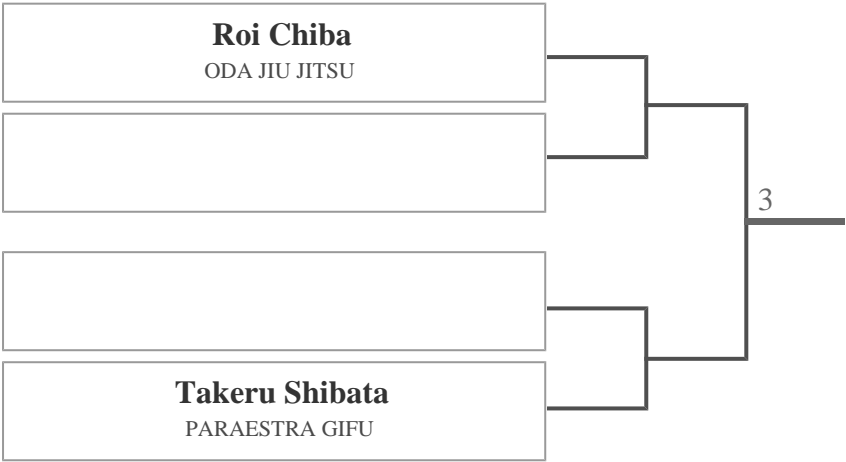 Roi Chiba
ODA JIU JITSU
3
Takeru Shibata
PARAESTRA GIFU